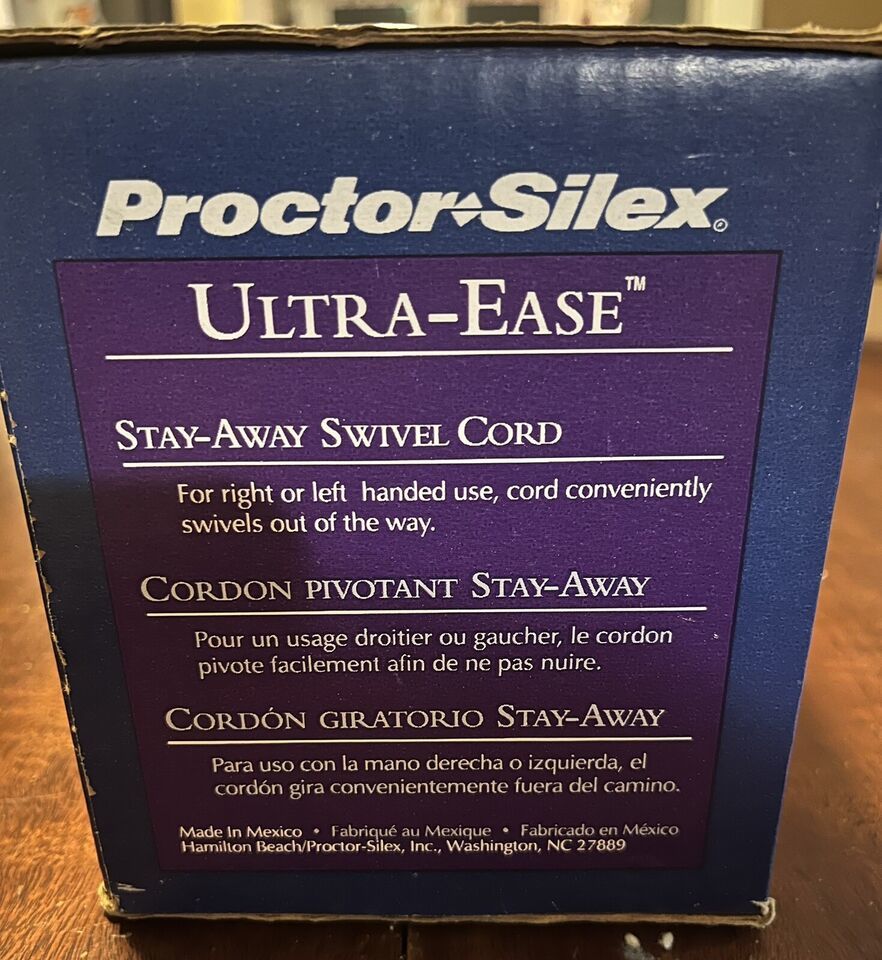 Proctor-Silex®
ULTRA-EASE™
STAY-AWAY SWIVEL CORD
For right or left handed use, cord conveniently
swivels out of the way.
CORDON PIVOTANT STAY-AWAY
Pour un usage droitier ou gaucher, le cordon
pivote facilement afin de ne pas nuire.
CORDÓN GIRATORIO STAY-AWAY
Para uso con la mano derecha o izquierda, el
cordón gira convenientemente fuera del camino.
Made In Mexico • Fabriqué au Mexique • Fabricado en México
Hamilton Beach/Proctor-Silex, Inc., Washington, NC 27889